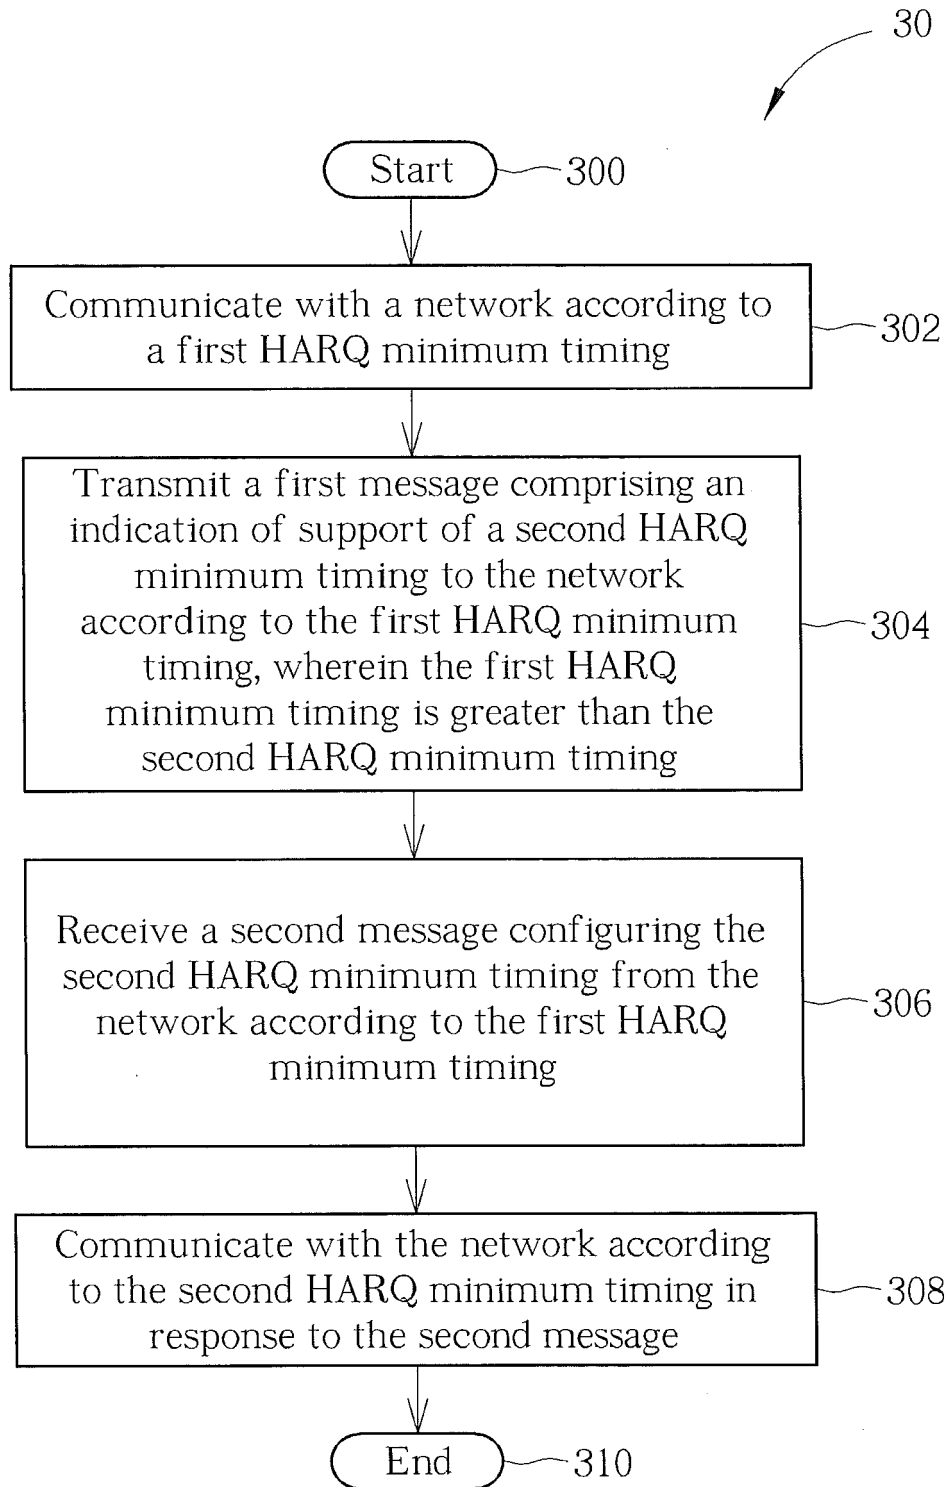 30
Start
300
Communicate with a network according to
a first HARQ minimum timing
302
Transmit a first message comprising an
indication of support of a second HARQ
minimum timing to the network
according to the first HARQ minimum
timing, wherein the first HARQ
minimum timing is greater than the
second HARQ minimum timing
304
Receive a second message configuring the
second HARQ minimum timing from the
network according to the first HARQ
minimum timing
306
Communicate with the network according
to the second HARQ minimum timing in
response to the second message
308
End
310